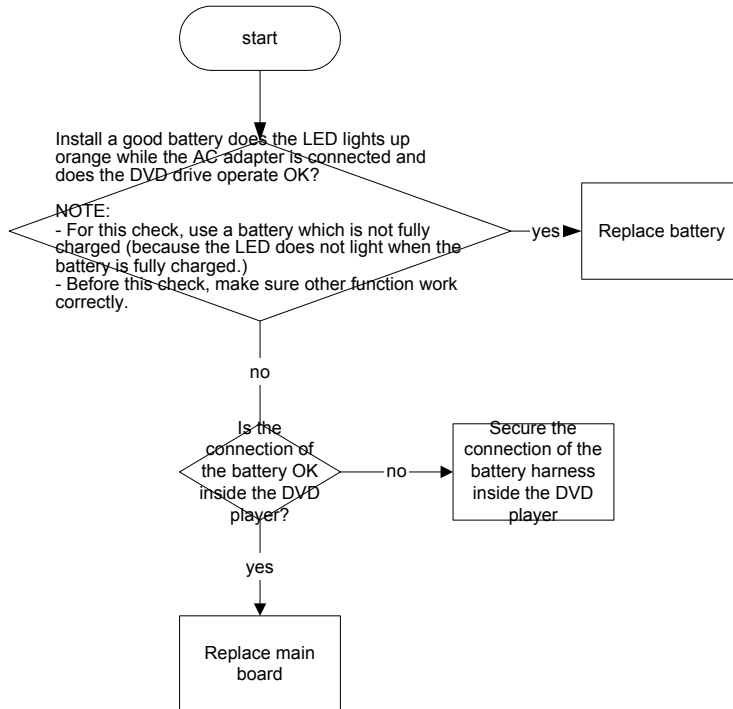 start
Install a good battery does the LED lights up
orange while the AC adapter is connected and
does the DVD drive operate OK?
NOTE:
- For this check, use a battery which is not fully
charged (because the LED does not light when the
battery is fully charged.)
- Before this check, make sure other function work
correctly.
yes
Replace battery
no
Is the
connection of
the battery OK
inside the DVD
player?
no
Secure the
connection of the
battery harness
inside the DVD
player
yes
Replace main
board